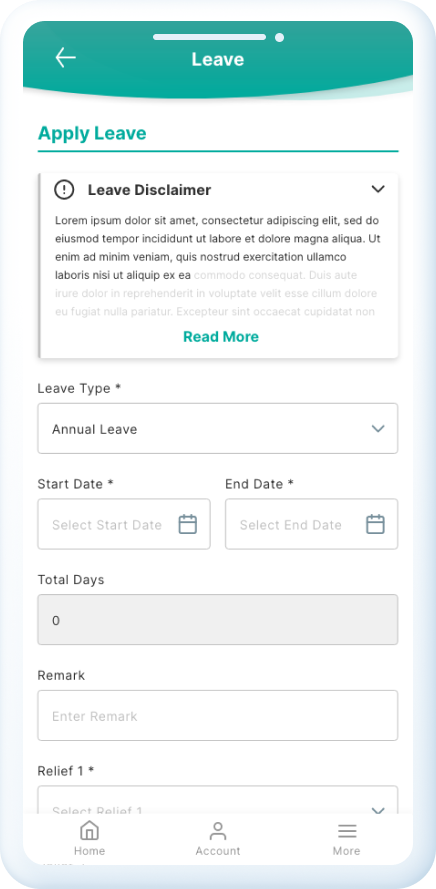 Leave
Apply Leave
Leave Disclaimer
Lorem ipsum dolor sit amet, consectetur adipiscing elit, sed do
eiusmod tempor incididunt ut labore et dolore magna aliqua. Ut
enim ad minim veniam, quis nostrud exercitation ullamco
laboris nisi ut aliquip ex ea commodo consequat. Duis aute
irure dolor in reprehenderit in voluptate velit esse cillum dolore
eu fugiat nulla pariatur. Excepteur sint occaecat cupidatat non
Read More
Leave Type *
Annual Leave
Start Date * End Date *
Select Start Date Select End Date
Total Days
0
Remark
Enter Remark
Relief 1 *
Select Relief 1
Home Account More